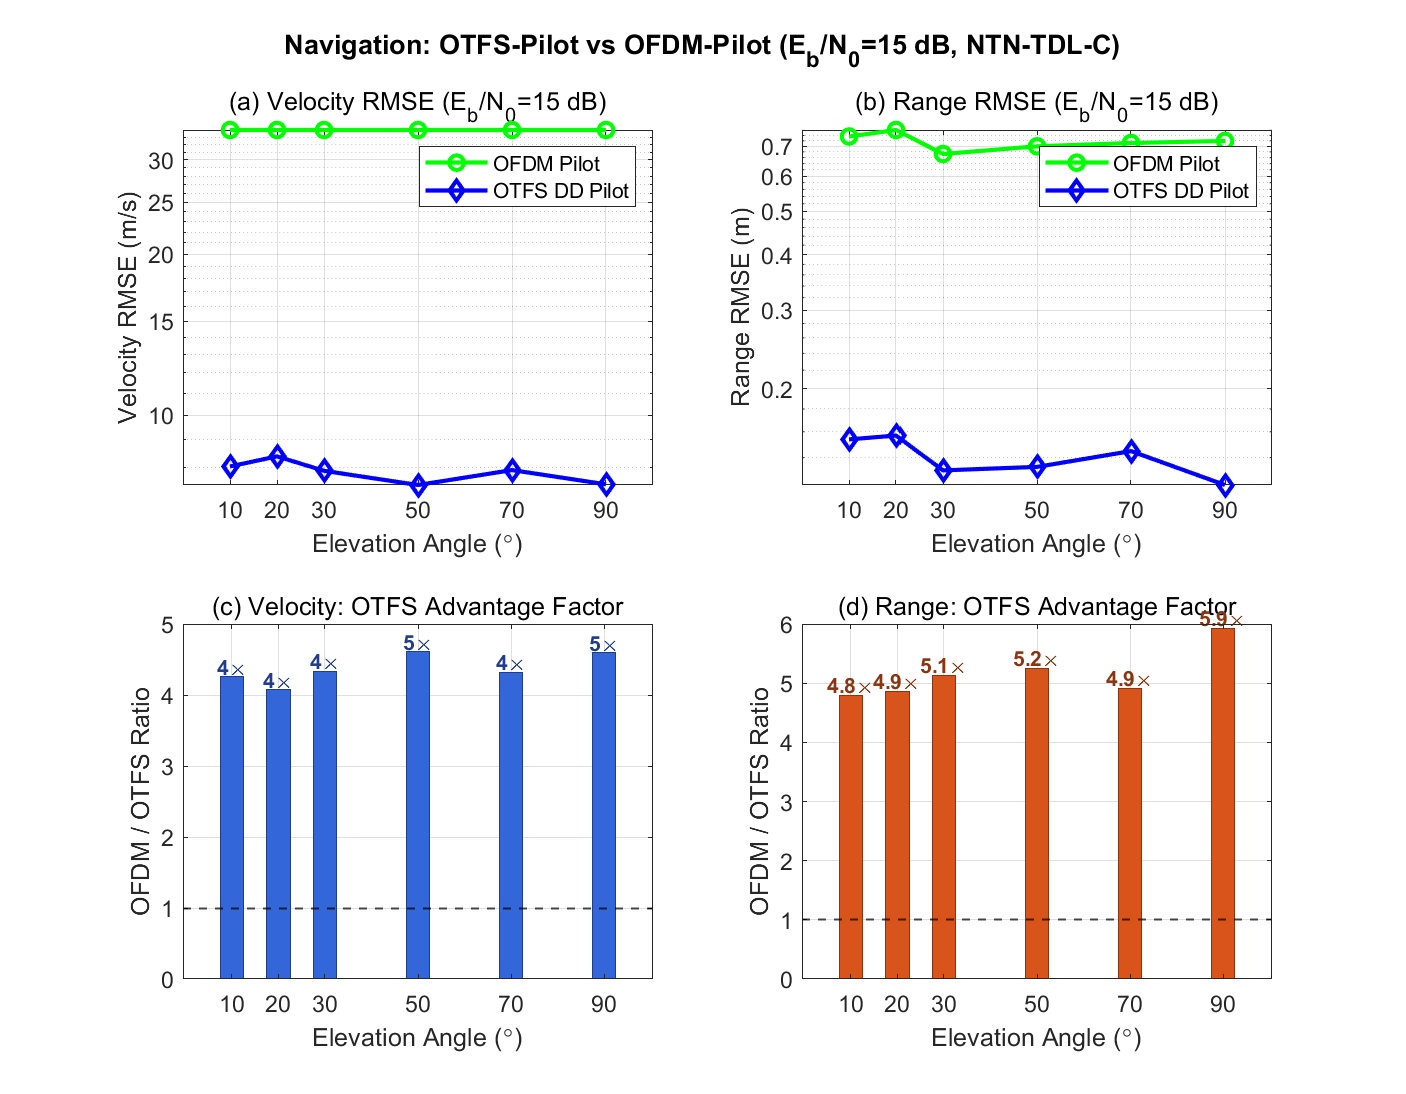 Navigation: OTFS-Pilot vs OFDM-Pilot (E_b/N_0=15 dB, NTN-TDL-C)
(a) Velocity RMSE (E_b/N_0=15 dB)
Velocity RMSE (m/s)
30
25
20
15
10
OFDM Pilot
OTFS DD Pilot
10 20 30 50 70 90
Elevation Angle (°)
(b) Range RMSE (E_b/N_0=15 dB)
Range RMSE (m)
0.7
0.6
0.5
0.4
0.3
0.2
OFDM Pilot
OTFS DD Pilot
10 20 30 50 70 90
Elevation Angle (°)
(c) Velocity: OTFS Advantage Factor
OFDM / OTFS Ratio
5
4
3
2
1
0
4× 4× 4× 5× 4× 5×
10 20 30 50 70 90
Elevation Angle (°)
(d) Range: OTFS Advantage Factor
OFDM / OTFS Ratio
6
5
4
3
2
1
0
4.8× 4.9× 5.1× 5.2× 4.9× 5.9×
10 20 30 50 70 90
Elevation Angle (°)